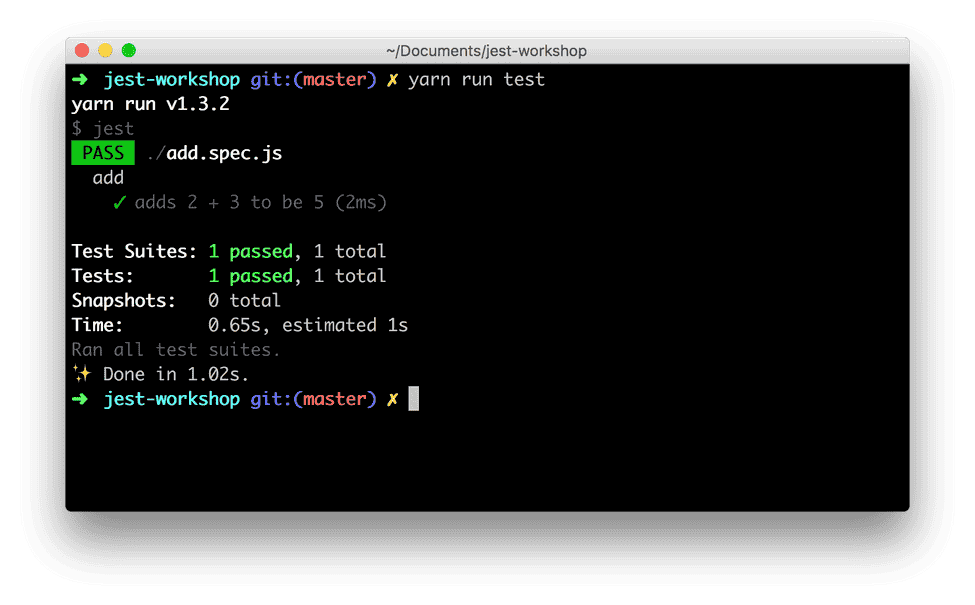 ~/Documents/jest-workshop
➜ jest-workshop git:(master) ✗ yarn run test
yarn run v1.3.2
$ jest
PASS ./add.spec.js
add
✓ adds 2 + 3 to be 5 (2ms)
Test Suites: 1 passed, 1 total
Tests: 1 passed, 1 total
Snapshots: 0 total
Time: 0.65s, estimated 1s
Ran all test suites.
✨ Done in 1.02s.
➜ jest-workshop git:(master) ✗